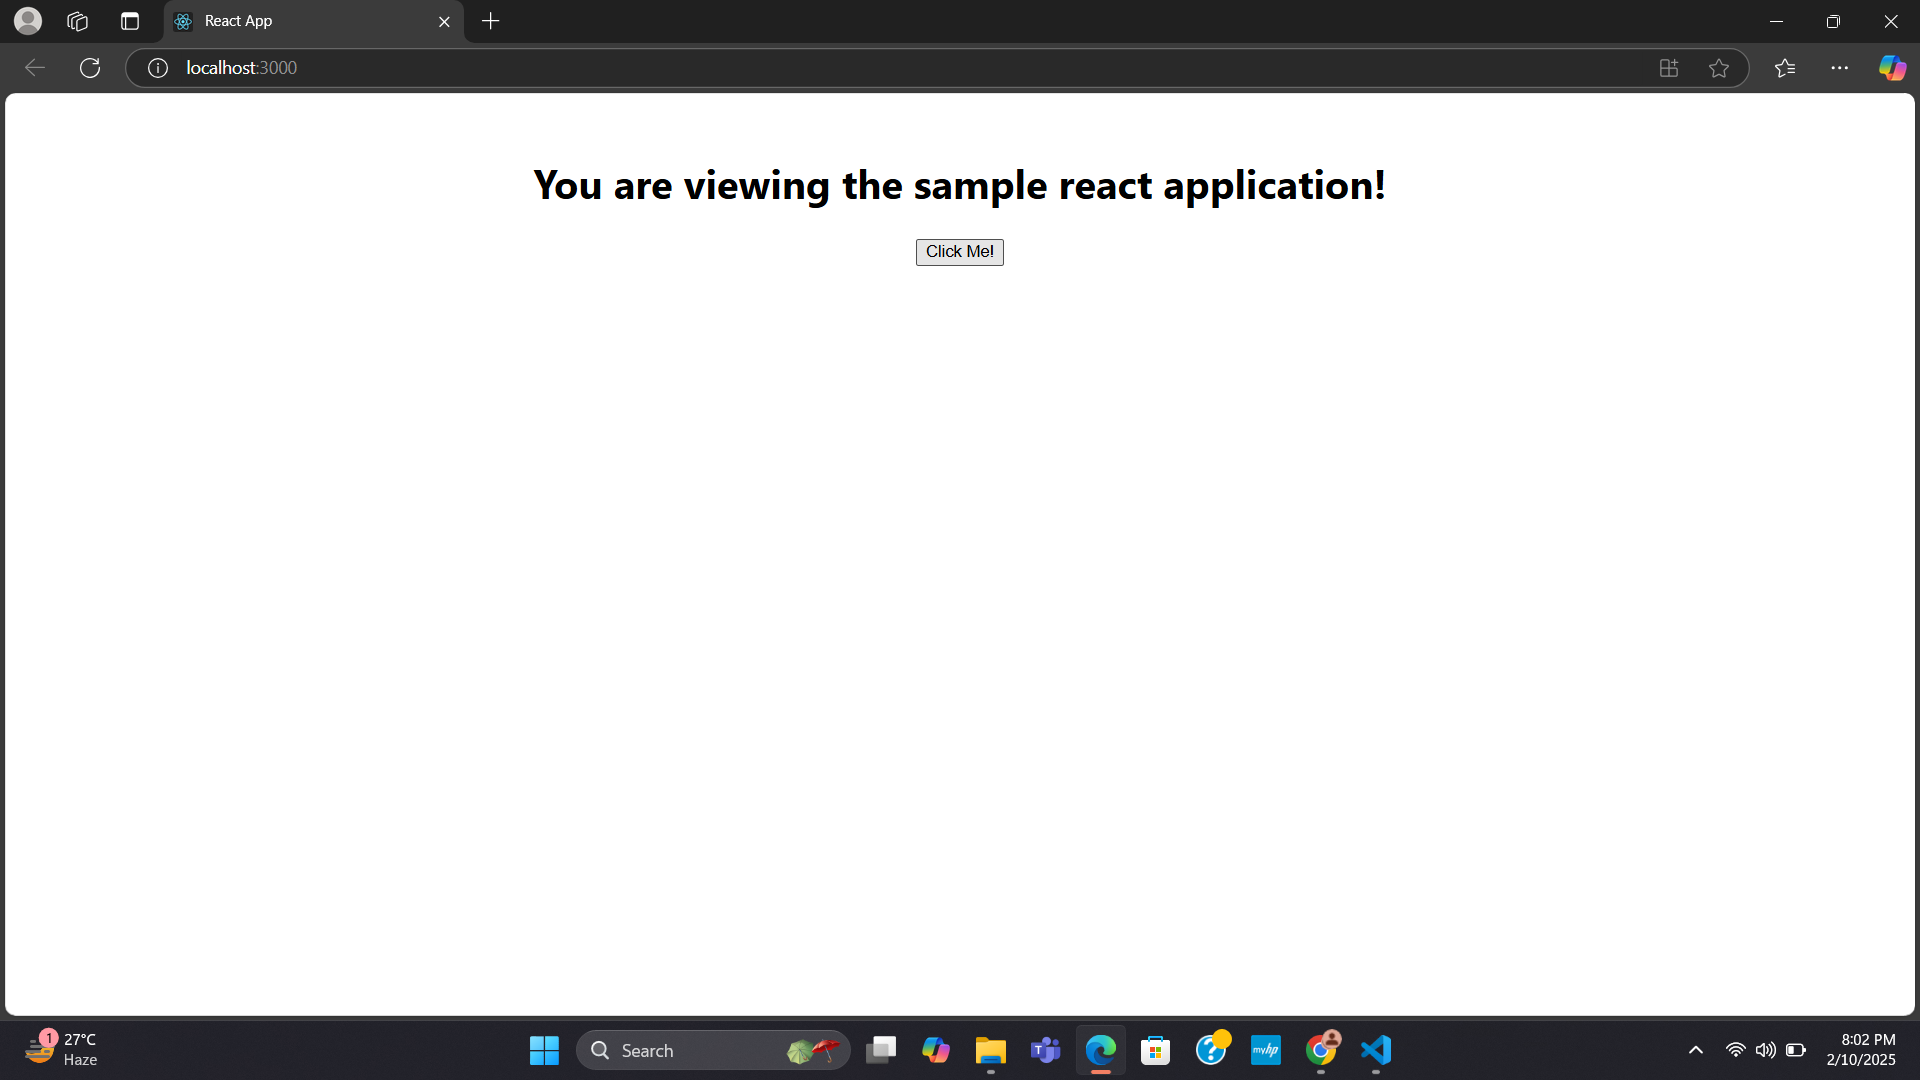 React App
localhost:3000
You are viewing the sample react application!
Click Me!
1
27°C
Haze
Search
T
?
myhp
8:02 PM
2/10/2025